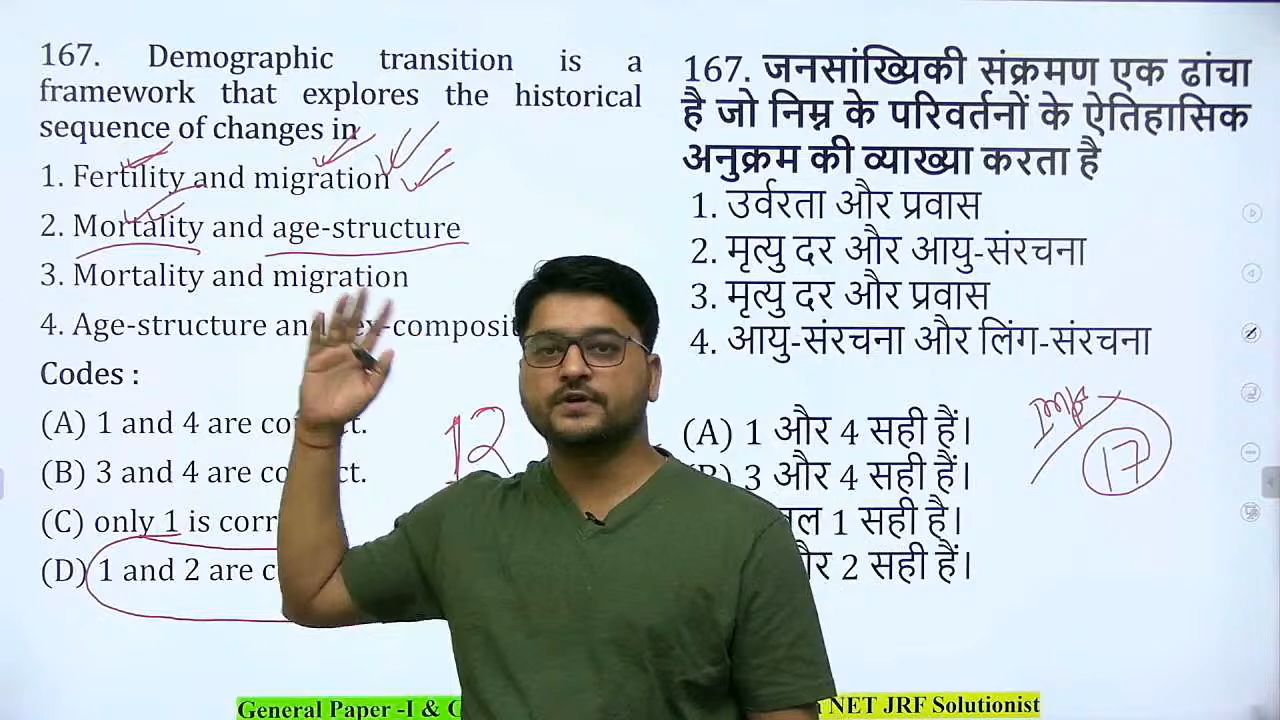 167. Demographic transition is a
framework that explores the historical
sequence of changes in
1. Fertility and migration
2. Mortality and age-structure
3. Mortality and migration
4. Age-structure and
Codes :
(A) 1 and 4 are
(B) 3 and 4 are
(C) only 1 is
(D) 1 and 2 are
12
167. जनसांख्यिकी संक्रमण एक ढांचा
है जो निम्न के परिवर्तनों के ऐतिहासिक
अनुक्रम की व्याख्या करता है
1. उर्वरता और प्रवास
2. मृत्यु दर और आयु-संरचना
3. मृत्यु दर और प्रवास
4. आयु-संरचना और लिंग-संरचना
(A) 1 और 4 सही हैं।
3 और 4 सही हैं।
1 सही है।
2 सही हैं।
17
General Paper -I &
NET JRF Solutionist